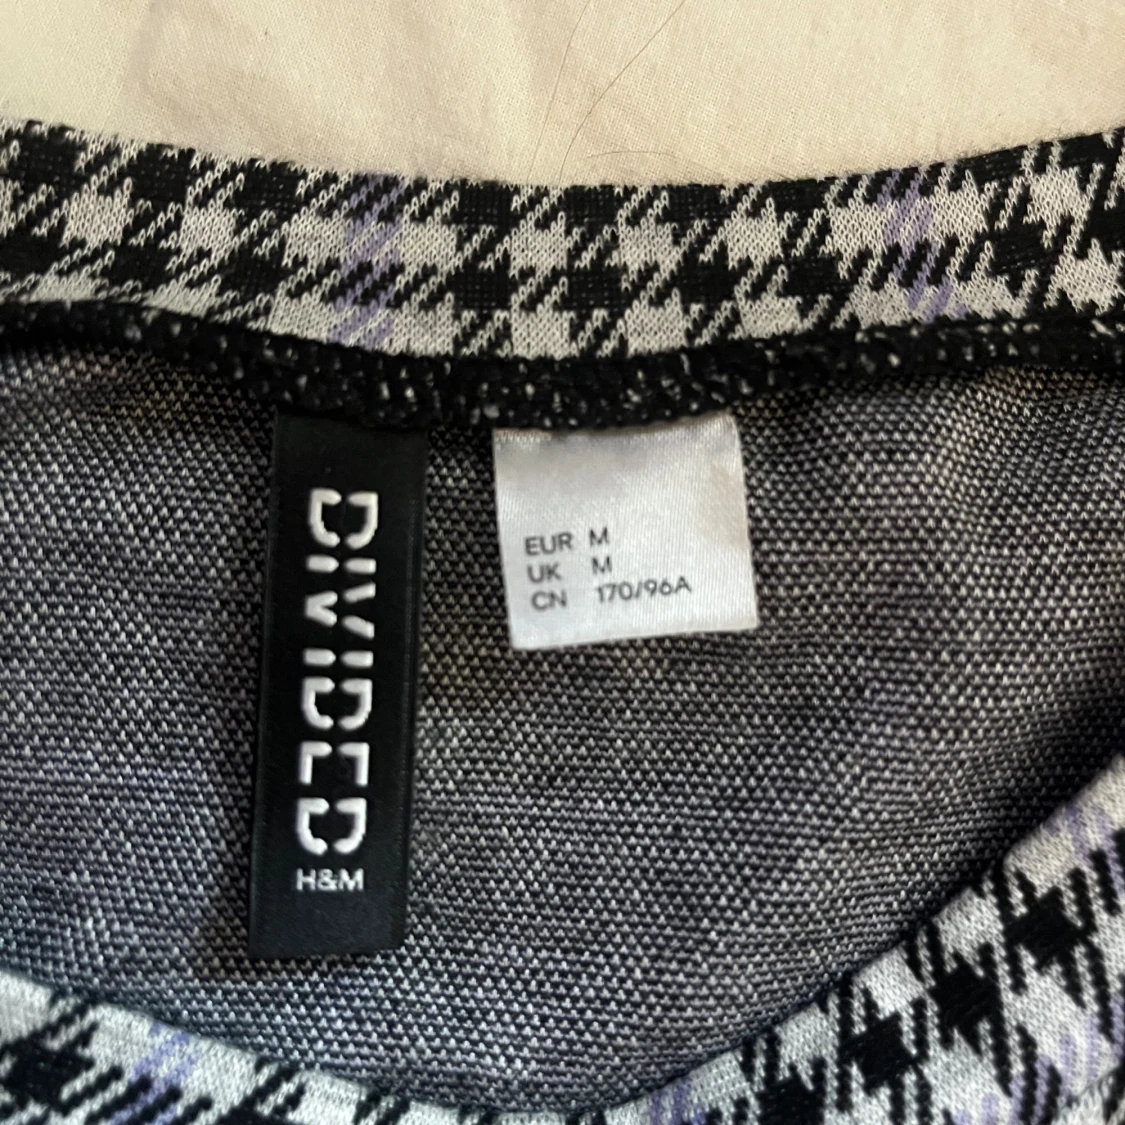 DIVIDED
H&M
EUR M
UK M
CN 170/96A